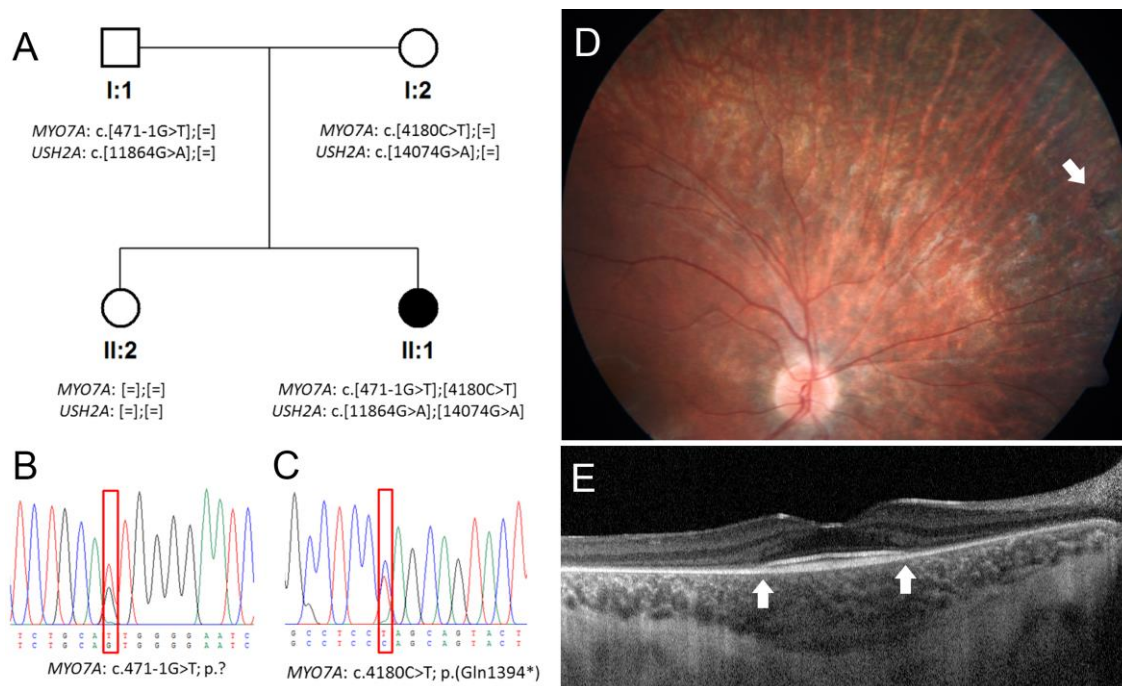 A
I:1
I:2
MYO7A: c.[471-1G>T];[=]
USH2A: c.[11864G>A];[=]
MYO7A: c.[4180C>T];[=]
USH2A: c.[14074G>A];[=]
II:2
II:1
MYO7A: [=];[=]
USH2A: [=];[=]
MYO7A: c.[471-1G>T];[4180C>T]
USH2A: c.[11864G>A];[14074G>A]
B
T C T G C A T T G G G G A A T C
T C T G C A G T G G G G A A T C
MYO7A: c.471-1G>T; p.?
C
G C C T C C T A G C A G T A C T
G C C T C C C A G C A G T A C T
MYO7A: c.4180C>T; p.(Gln1394*)
D
E